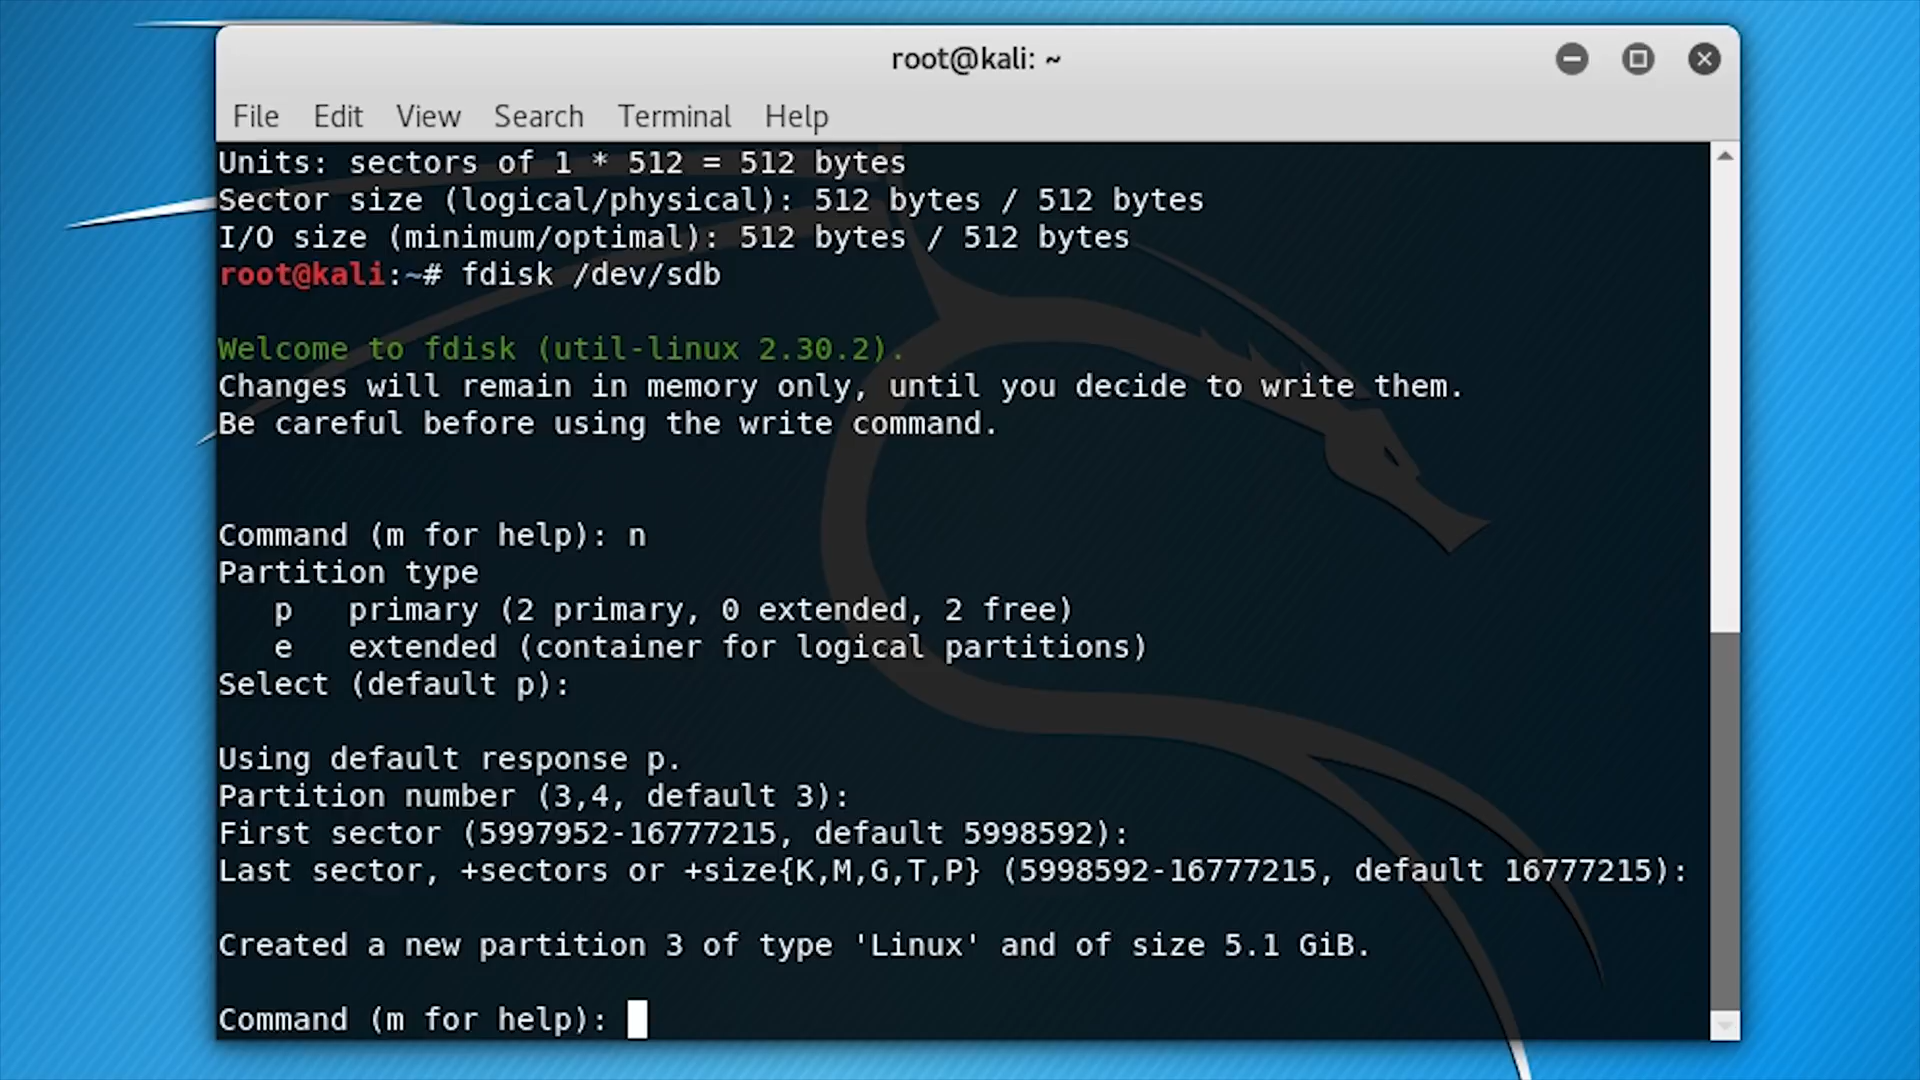 root@kali: ~
File Edit View Search Terminal Help
Units: sectors of 1 * 512 = 512 bytes
Sector size (logical/physical): 512 bytes / 512 bytes
I/O size (minimum/optimal): 512 bytes / 512 bytes
root@kali:~# fdisk /dev/sdb
Welcome to fdisk (util-linux 2.30.2).
Changes will remain in memory only, until you decide to write them.
Be careful before using the write command.
Command (m for help): n
Partition type
   p   primary (2 primary, 0 extended, 2 free)
   e   extended (container for logical partitions)
Select (default p):
Using default response p.
Partition number (3,4, default 3):
First sector (5997952-16777215, default 5998592):
Last sector, +sectors or +size{K,M,G,T,P} (5998592-16777215, default 16777215):
Created a new partition 3 of type 'Linux' and of size 5.1 GiB.
Command (m for help):